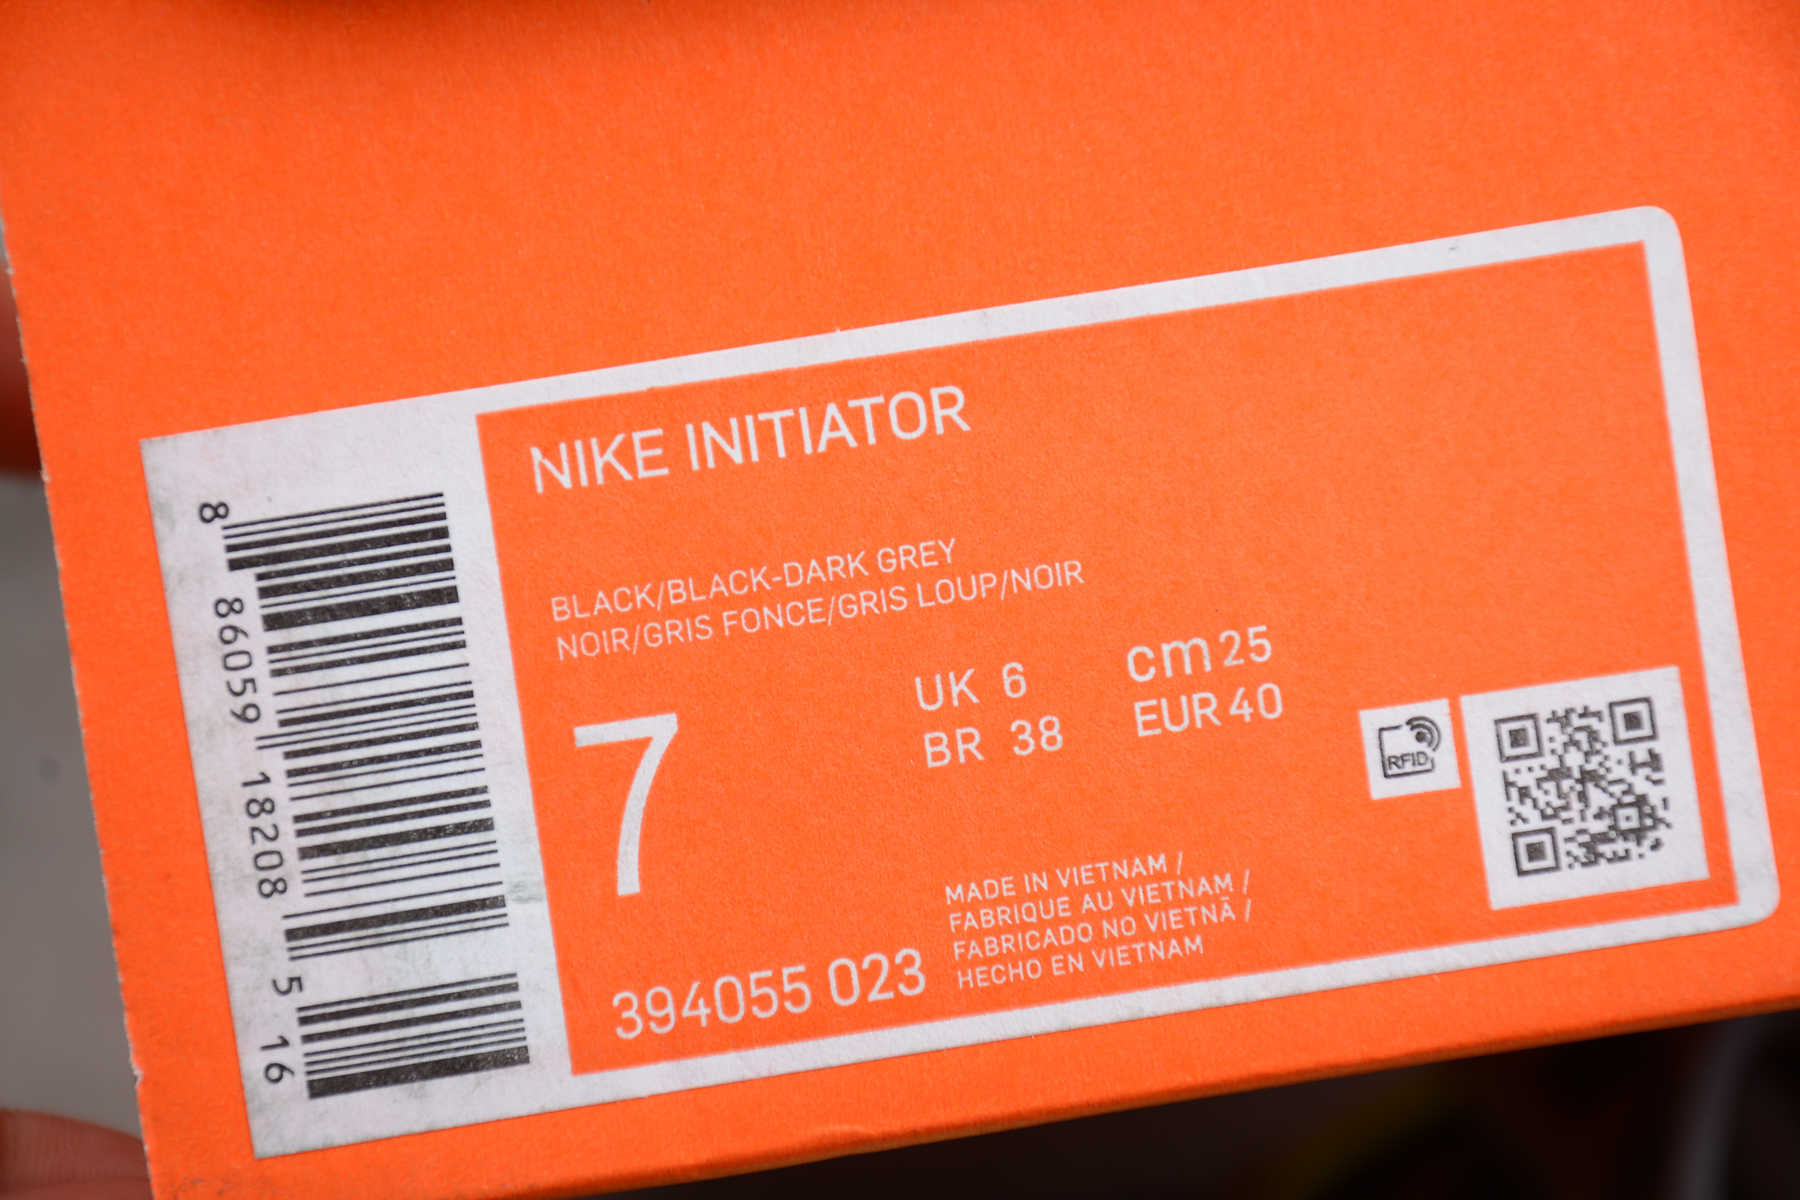 NIKE INITIATOR
BLACK/BLACK-DARK GREY
NOIR/GRIS FONCE/GRIS LOUP/NOIR
7
UK 6
cm 25
BR 38
EUR 40
RFID
MADE IN VIETNAM /
FABRIQUE AU VIETNAM /
FABRICADO NO VIETNÃ /
HECHO EN VIETNAM
394055 023
8 86059 18208 5 16